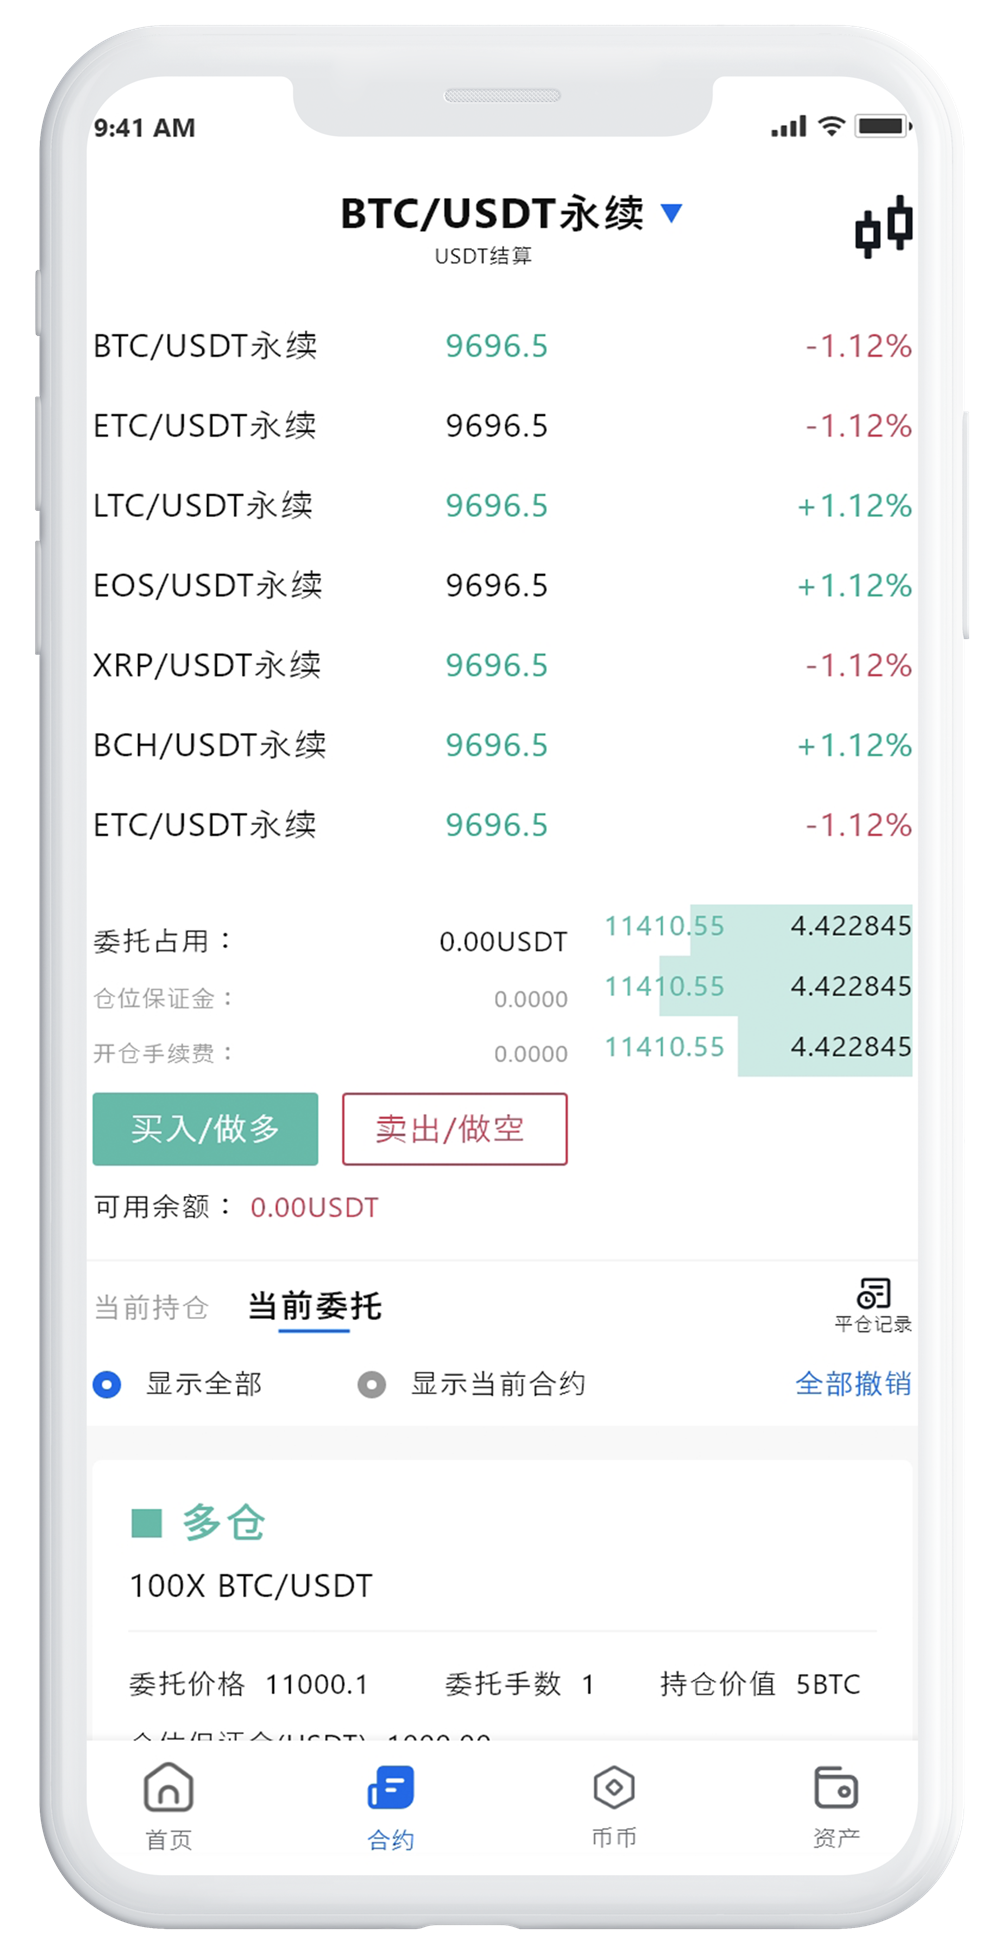 9:41 AM
BTC/USDT永续
USDT结算
BTC/USDT永续 9696.5 -1.12%
ETC/USDT永续 9696.5 -1.12%
LTC/USDT永续 9696.5 +1.12%
EOS/USDT永续 9696.5 +1.12%
XRP/USDT永续 9696.5 -1.12%
BCH/USDT永续 9696.5 +1.12%
ETC/USDT永续 9696.5 -1.12%
委托占用： 0.00USDT 11410.55 4.422845
仓位保证金： 0.0000 11410.55 4.422845
开仓手续费： 0.0000 11410.55 4.422845
买入/做多 卖出/做空
可用余额： 0.00USDT
当前持仓 当前委托 平仓记录
显示全部 显示当前合约 全部撤销
多仓
100X BTC/USDT
委托价格 11000.1 委托手数 1 持仓价值 5BTC
仓位保证金(USDT) 1000.00
首页 合约 币币 资产